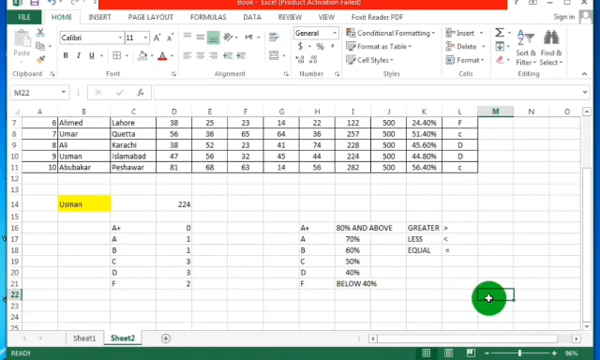 Book - Excel (Product Activation Failed)
FILE HOME INSERT PAGE LAYOUT FORMULAS DATA REVIEW VIEW Foxit Reader PDF Sign in
Calibri 11 General Conditional Formatting Insert
Paste B I U $ % , Format as Table Delete Sort & Find &
Cell Styles Format Filter Select
Clipboard Font Alignment Number Styles Cells Editing
M22 fx
A B C D E F G H I J K L M N O
7 6 Ahmed Lahore 38 25 23 14 22 122 500 24.40% F
8 7 Umar Quetta 56 36 65 64 36 257 500 51.40% c
9 8 Ali Karachi 38 52 23 41 74 228 500 45.60% D
10 9 Usman Islamabad 47 56 32 45 44 224 500 44.80% D
11 10 Abubakar Peshawar 81 68 63 14 56 282 500 56.40% c
12
13
14 Usman 224
15
16 A+ 0 A+ 80% AND ABOVE GREATER >
17 A 1 A 70% LESS <
18 B 1 B 60% EQUAL =
19 C 3 C 50%
20 D 3 D 40%
21 F 2 F BELOW 40%
22
23
24
25
Sheet1 Sheet2
READY 96%